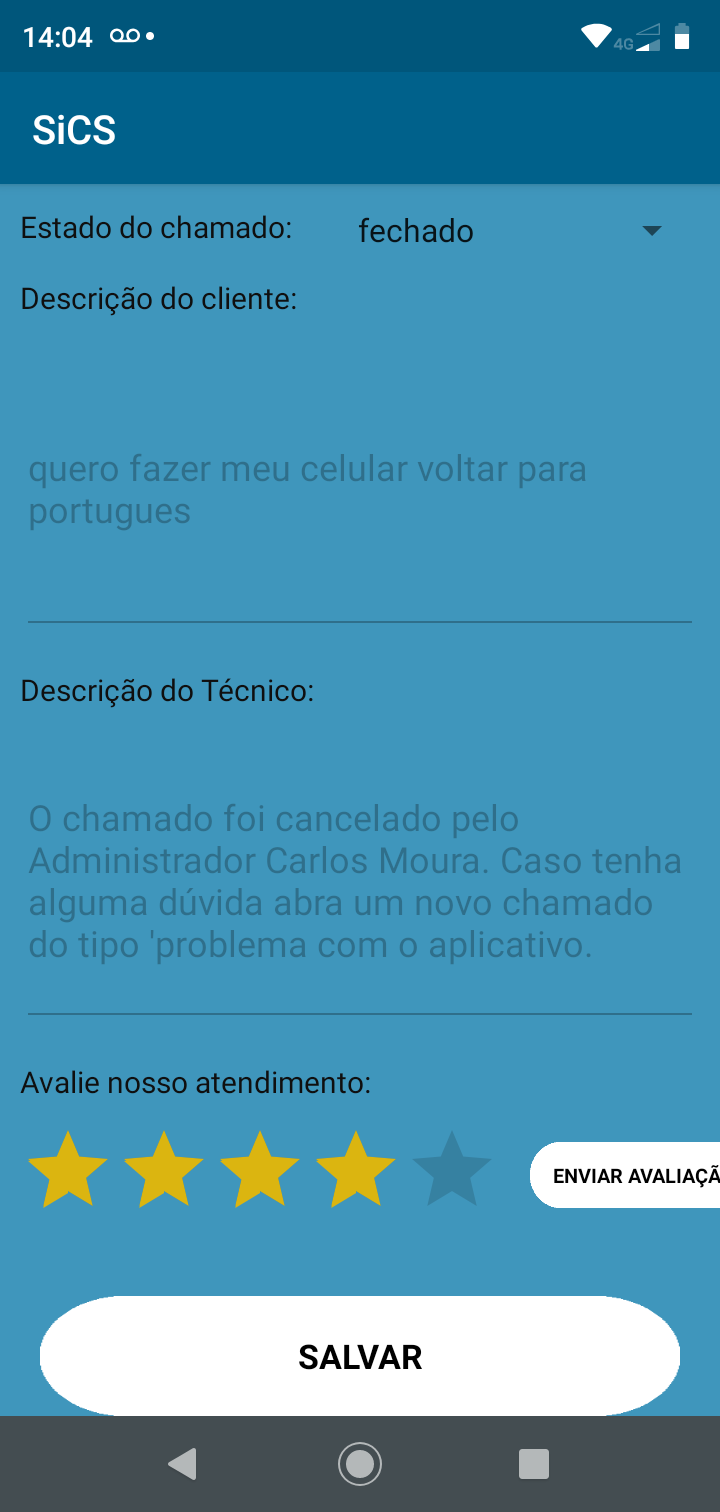 14:04
4G
SiCS
Estado do chamado: fechado
Descrição do cliente:
quero fazer meu celular voltar para
portugues
Descrição do Técnico:
O chamado foi cancelado pelo
Administrador Carlos Moura. Caso tenha
alguma dúvida abra um novo chamado
do tipo 'problema com o aplicativo.
Avalie nosso atendimento:
ENVIAR AVALIAÇÃ
SALVAR